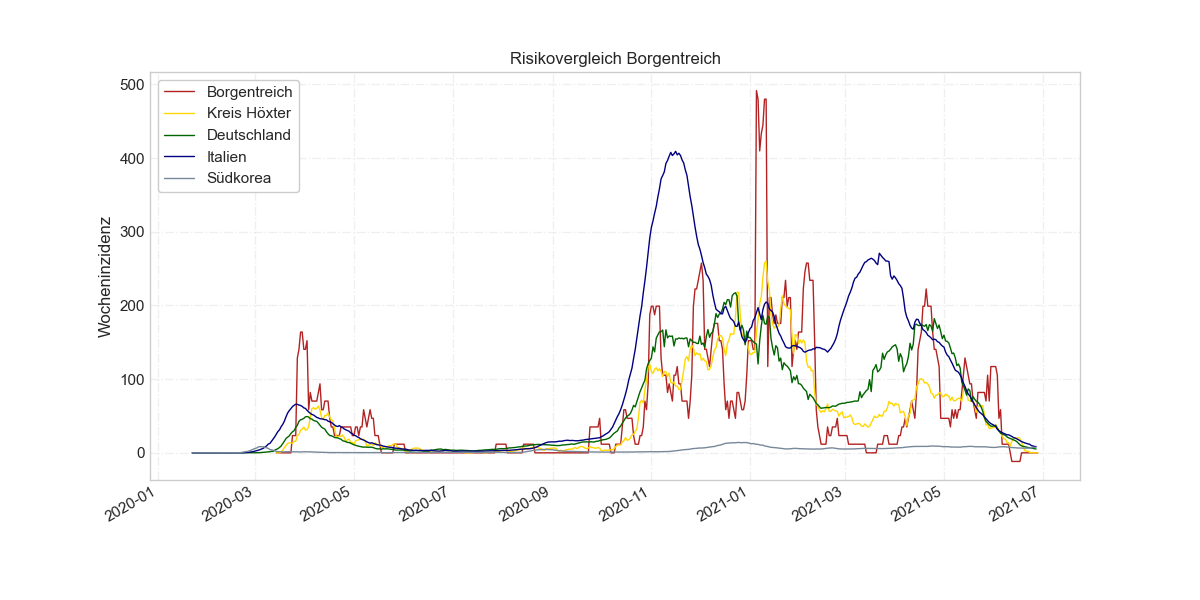 Risikovergleich Borgentreich
Wocheninzidenz
500
400
300
200
100
0
Borgentreich
Kreis Höxter
Deutschland
Italien
Südkorea
2020-01
2020-03
2020-05
2020-07
2020-09
2020-11
2021-01
2021-03
2021-05
2021-07